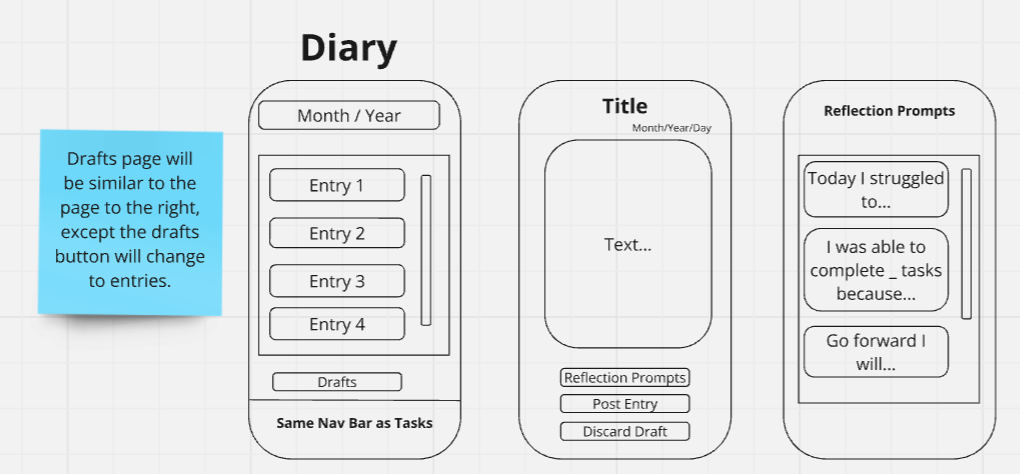 Diary
Drafts page will
be similar to the
page to the right,
except the drafts
button will change
to entries.
Month / Year
Entry 1
Entry 2
Entry 3
Entry 4
Drafts
Same Nav Bar as Tasks
Title
Month/Year/Day
Text...
Reflection Prompts
Post Entry
Discard Draft
Reflection Prompts
Today I struggled
to...
I was able to
complete _ tasks
because...
Go forward I
will...